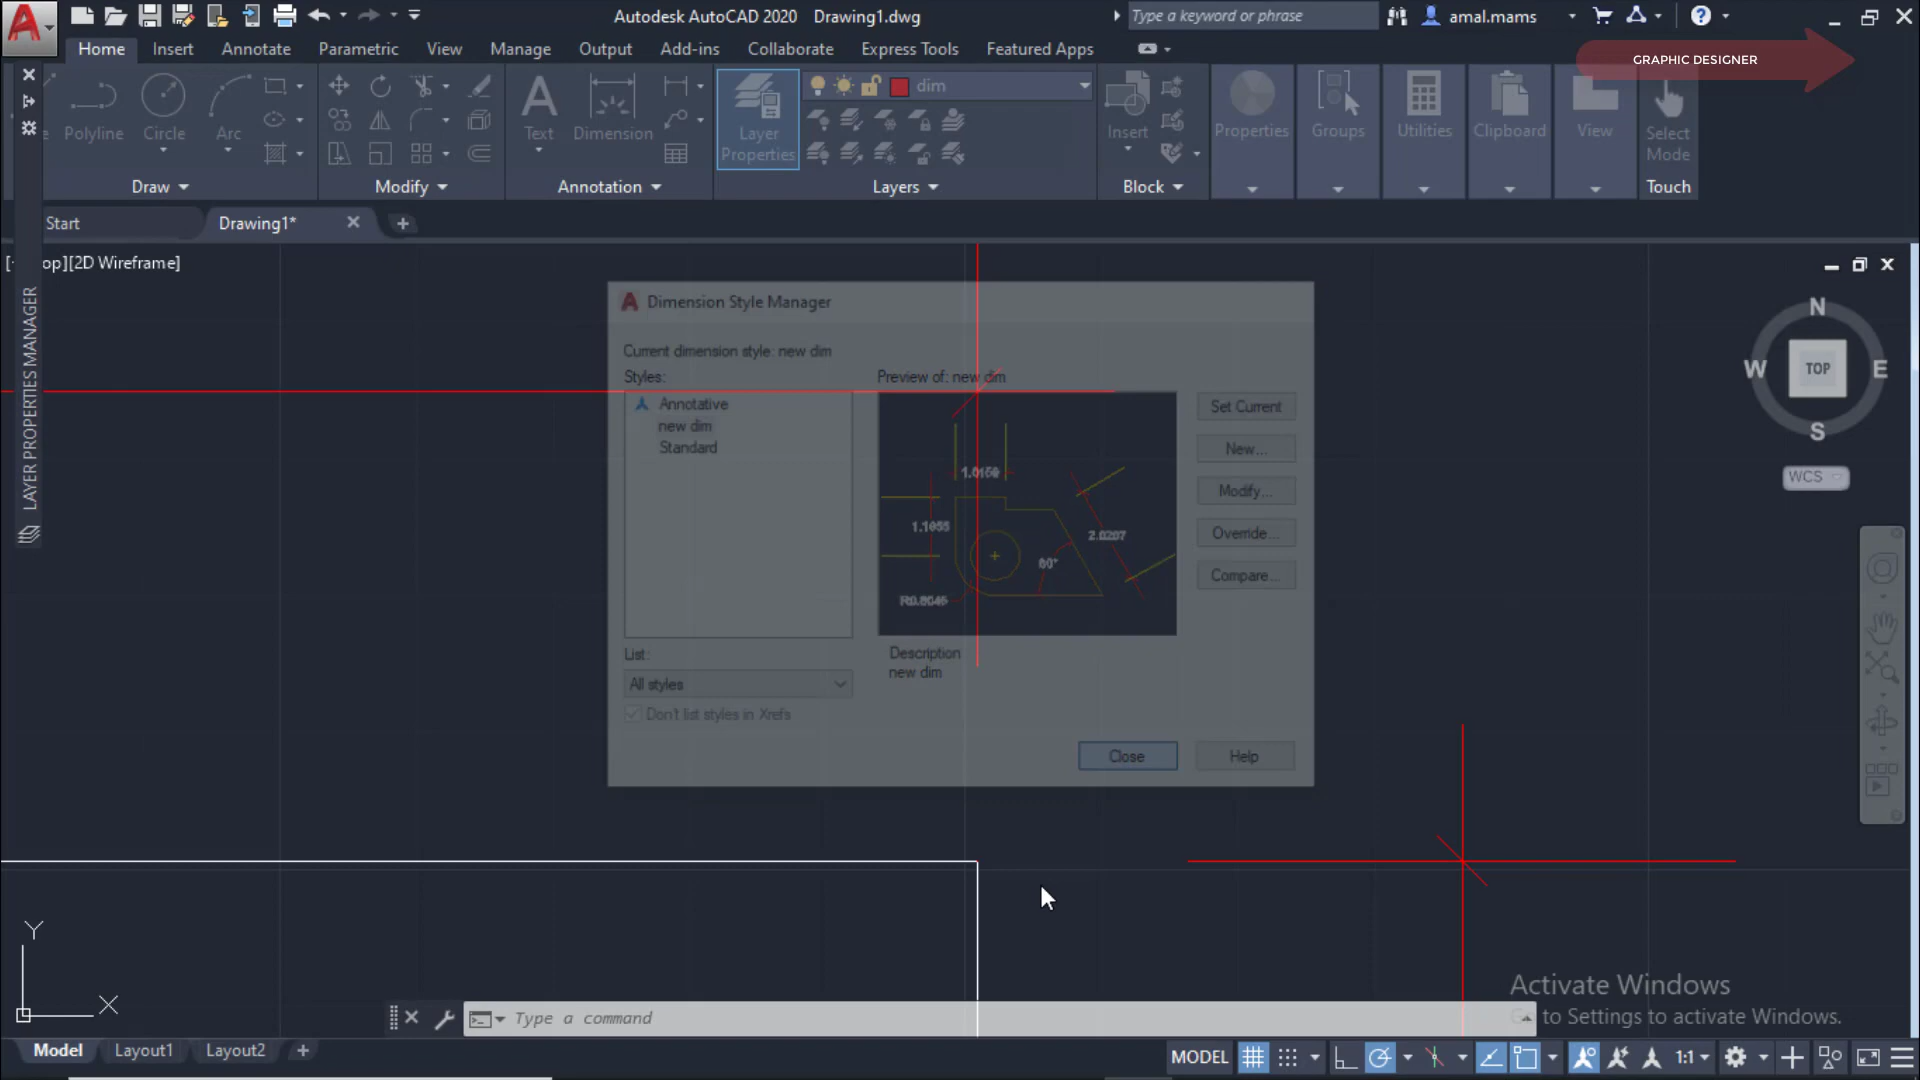 Autodesk AutoCAD 2020 Drawing1.dwg
Type a keyword or phrase
amal.mams
Home Insert Annotate Parametric View Manage Output Add-ins Collaborate Express Tools Featured Apps
GRAPHIC DESIGNER
Polyline Circle Arc
Text Dimension
Layer
Properties
dim
Insert
Properties Groups Utilities Clipboard View
Select
Mode
Draw Modify Annotation Layers Block Touch
Start Drawing1*
op][2D Wireframe]
LAYER PROPERTIES MANAGER
Dimension Style Manager
Current dimension style: new dim
Styles:
Preview of: new dim
Annotative
new dim
Standard
1.0159
1.1955
2.0207
60°
R0.8045
Set Current
New...
Modify...
Override...
Compare...
Description
new dim
List:
All styles
Don't list styles in Xrefs
Close Help
N
W TOP E
S
WCS
Y
X
Type a command
Activate Windows
to Settings to activate Windows.
Model Layout1 Layout2
MODEL 1:1